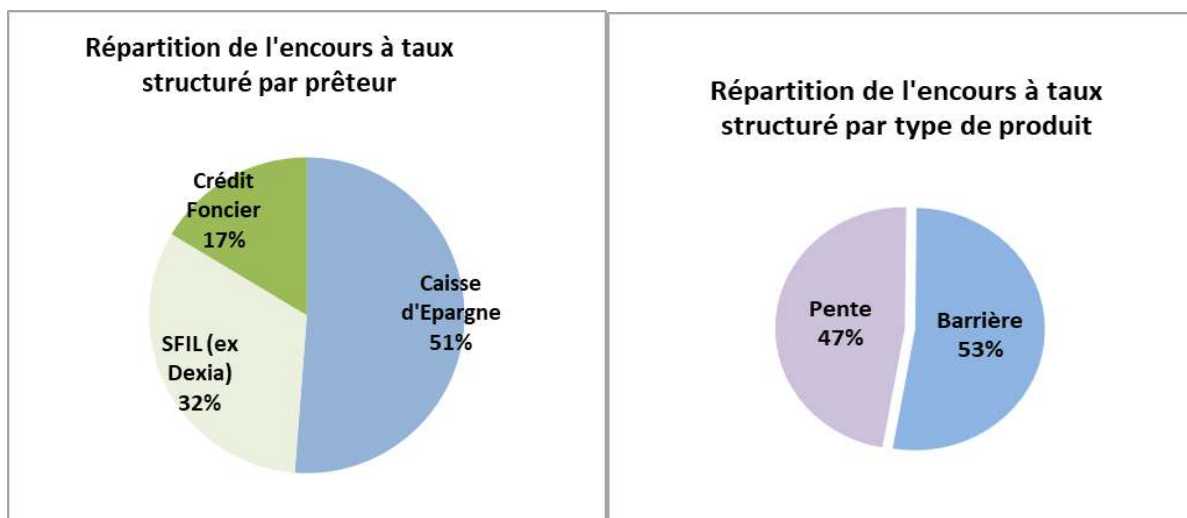 Répartition de l'encours à taux
structuré par prêteur
Crédit
Foncier
17%
Caisse
d'Epargne
51%
SFIL (ex
Dexia)
32%
Répartition de l'encours à taux
structuré par type de produit
Pente
47%
Barrière
53%